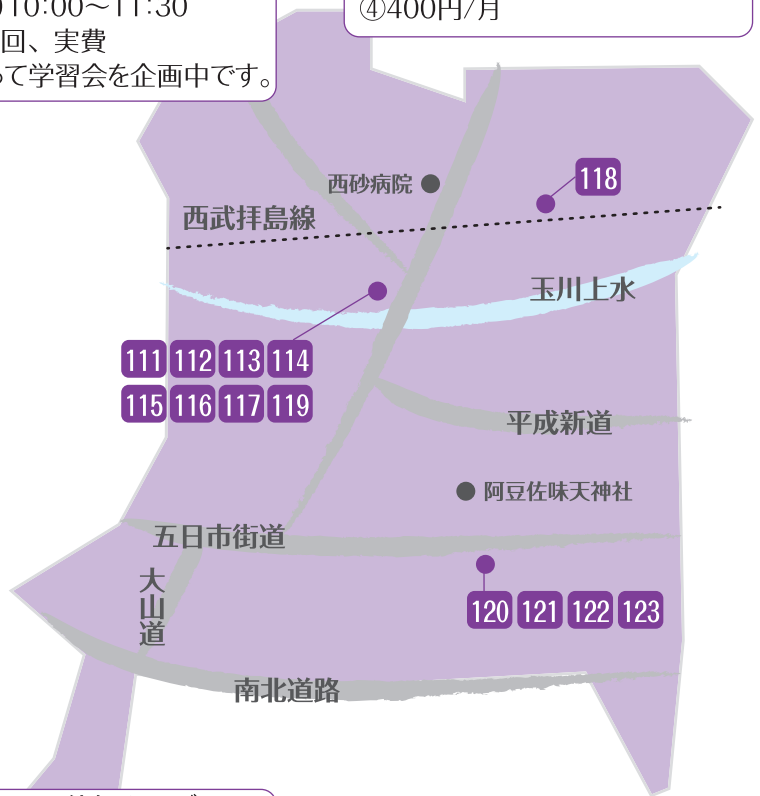 010:00～11:30
回、実費
って学習会を企画中です。
④400円/月
118
西砂病院
西武拝島線
玉川上水
111 112 113 114
115 116 117 119
平成新道
阿豆佐味天神社
五日市街道
大山道
120 121 122 123
南北道路